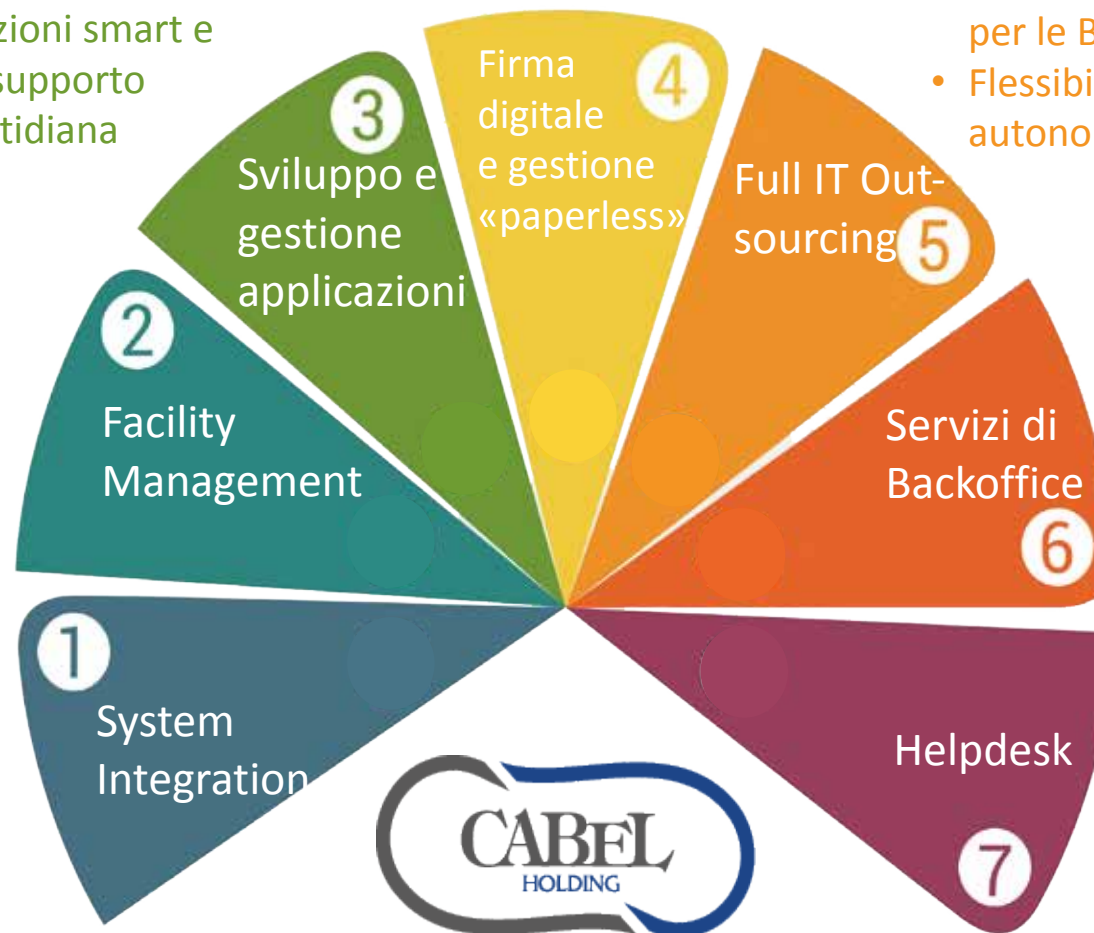 zioni smart e
supporto
tidiana
per le B
• Flessibi
autono
3
Sviluppo e
gestione
applicazioni
Firma
digitale
e gestione
«paperless»
4
Full IT Out-
sourcing
5
2
Facility
Management
Servizi di
Backoffice
6
1
System
Integration
Helpdesk
7
CABEL
HOLDING